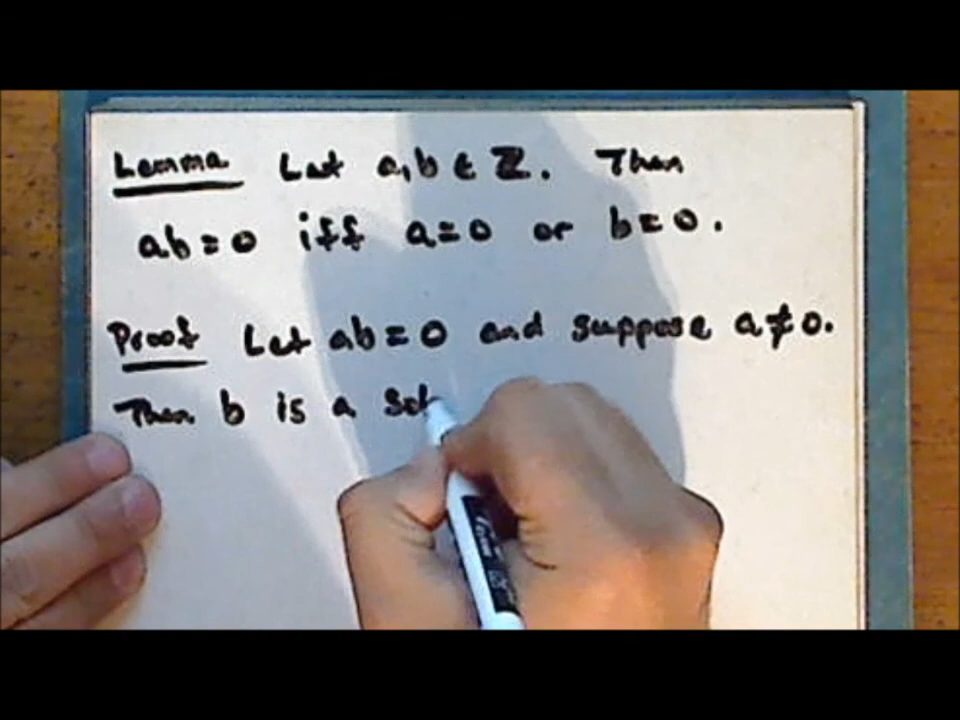 Lemma Let a,b ∈ ℤ. Then
ab = 0 iff a = 0 or b = 0.
Proof Let ab = 0 and suppose a ≠ 0.
Then b is a